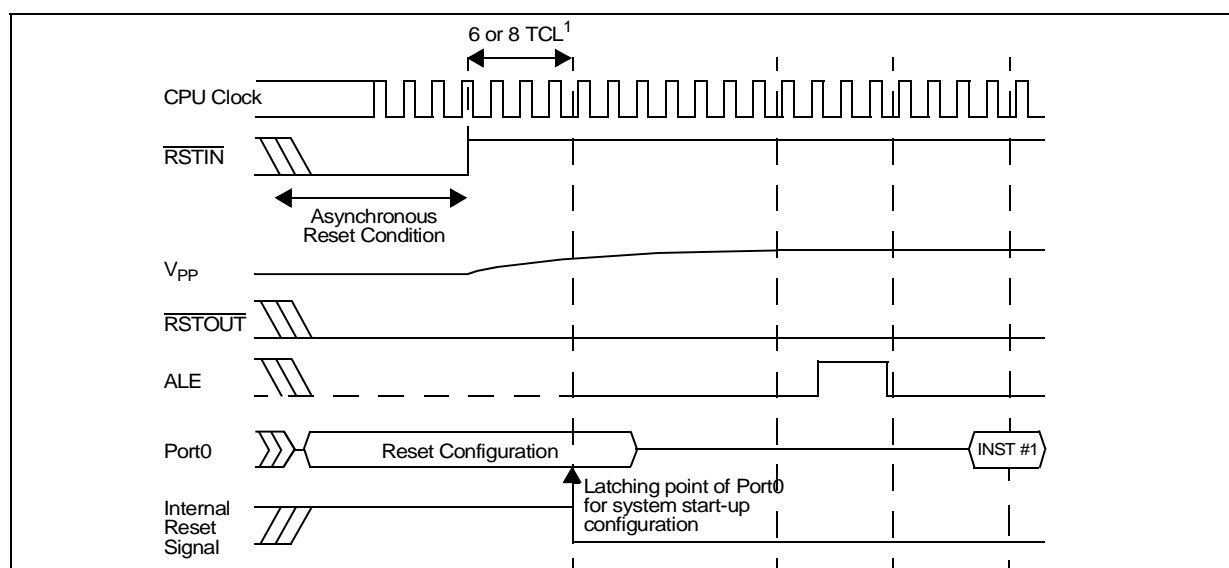 6 or 8 TCL1
CPU Clock
RSTIN
Asynchronous
Reset Condition
VPP
RSTOUT
ALE
Port0
Reset Configuration
INST #1
Latching point of Port0
for system start-up
configuration
Internal
Reset
Signal